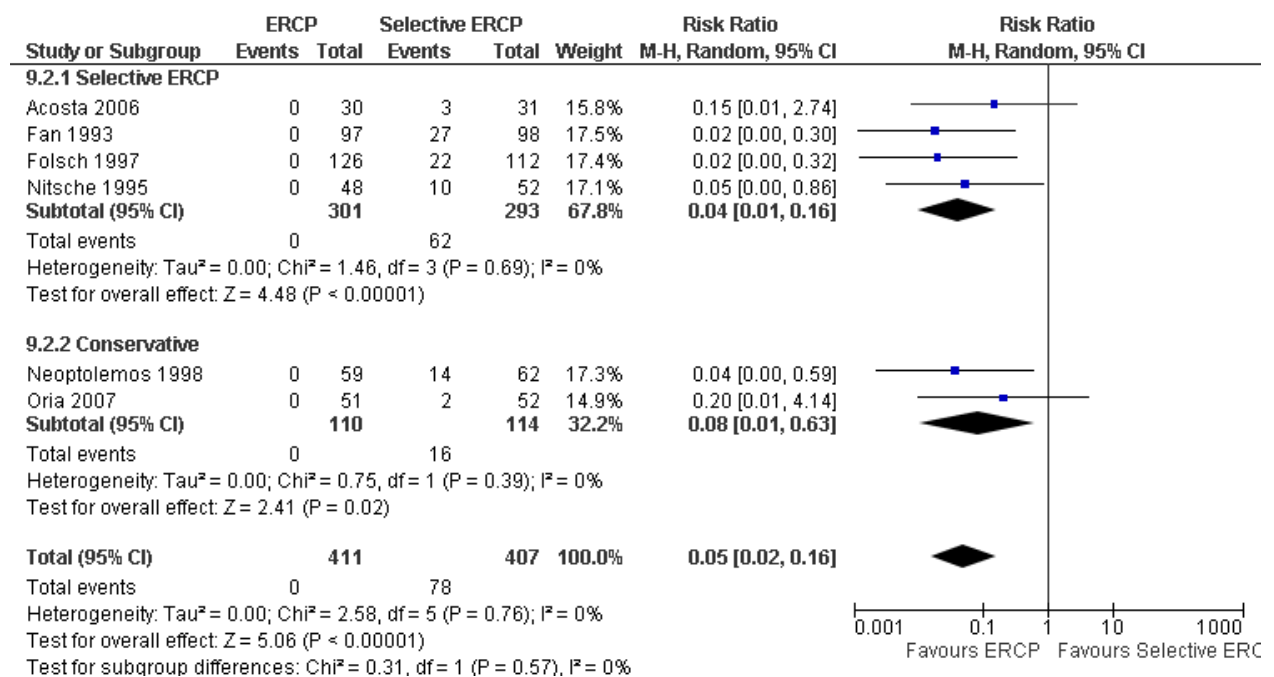 ERCP Selective ERCP Risk Ratio Risk Ratio
Study or Subgroup Events Total Events Total Weight M-H, Random, 95% CI M-H, Random, 95% CI
9.2.1 Selective ERCP
Acosta 2006 0 30 3 31 15.8% 0.15 [0.01, 2.74]
Fan 1993 0 97 27 98 17.5% 0.02 [0.00, 0.30]
Folsch 1997 0 126 22 112 17.4% 0.02 [0.00, 0.32]
Nitsche 1995 0 48 10 52 17.1% 0.05 [0.00, 0.86]
Subtotal (95% CI) 301 293 67.8% 0.04 [0.01, 0.16]
Total events 0 62
Heterogeneity: Tau² = 0.00; Chi² = 1.46, df = 3 (P = 0.69); I² = 0%
Test for overall effect: Z = 4.48 (P < 0.00001)
9.2.2 Conservative
Neoptolemos 1998 0 59 14 62 17.3% 0.04 [0.00, 0.59]
Oria 2007 0 51 2 52 14.9% 0.20 [0.01, 4.14]
Subtotal (95% CI) 110 114 32.2% 0.08 [0.01, 0.63]
Total events 0 16
Heterogeneity: Tau² = 0.00; Chi² = 0.75, df = 1 (P = 0.39); I² = 0%
Test for overall effect: Z = 2.41 (P = 0.02)
Total (95% CI) 411 407 100.0% 0.05 [0.02, 0.16]
Total events 0 78
Heterogeneity: Tau² = 0.00; Chi² = 2.58, df = 5 (P = 0.76); I² = 0%
Test for overall effect: Z = 5.06 (P < 0.00001)
Test for subgroup differences: Chi² = 0.31, df = 1 (P = 0.57), I² = 0%
0.001 0.1 1 10 1000
Favours ERCP Favours Selective ERC